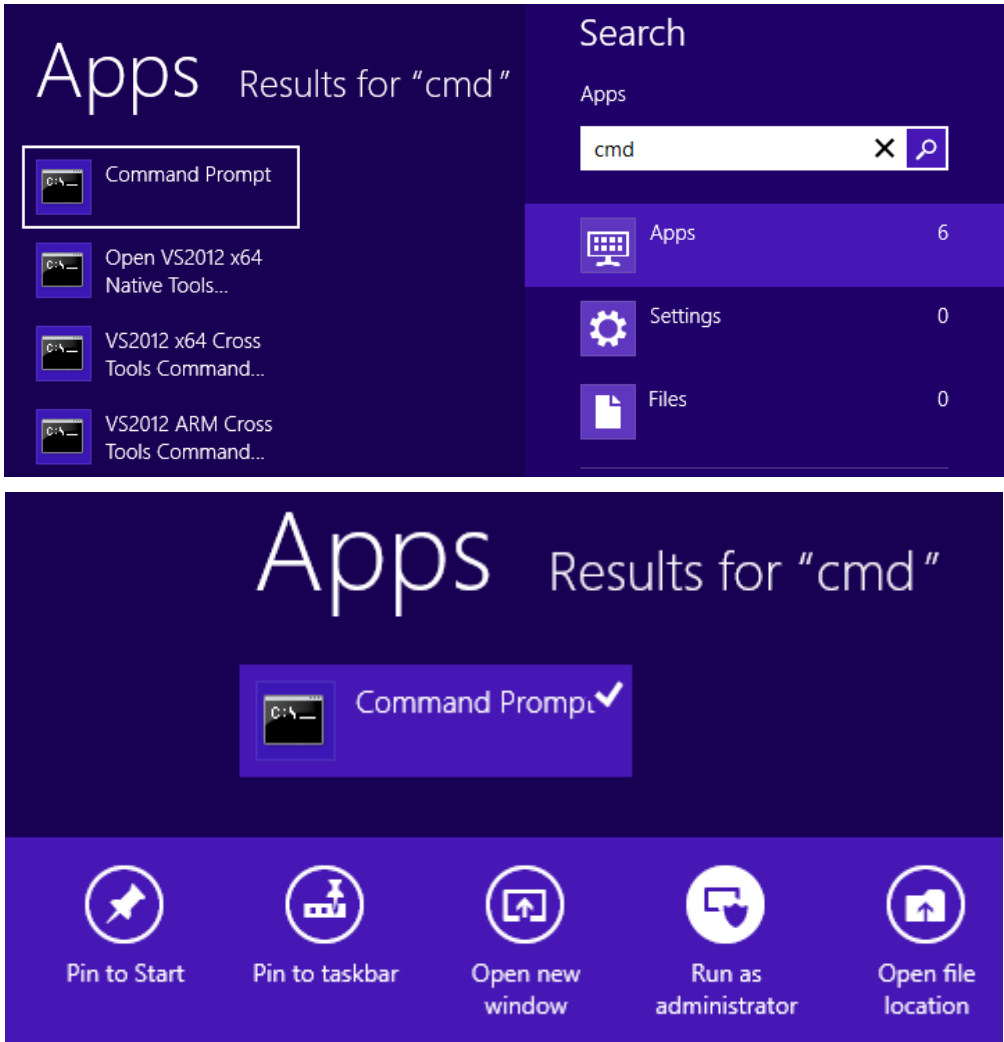 Apps Results for "cmd"
Command Prompt
Open VS2012 x64
Native Tools...
VS2012 x64 Cross
Tools Command...
VS2012 ARM Cross
Tools Command...
Search
Apps
cmd
Apps 6
Settings 0
Files 0
Apps Results for "cmd"
Command Prompt
Pin to Start
Pin to taskbar
Open new
window
Run as
administrator
Open file
location